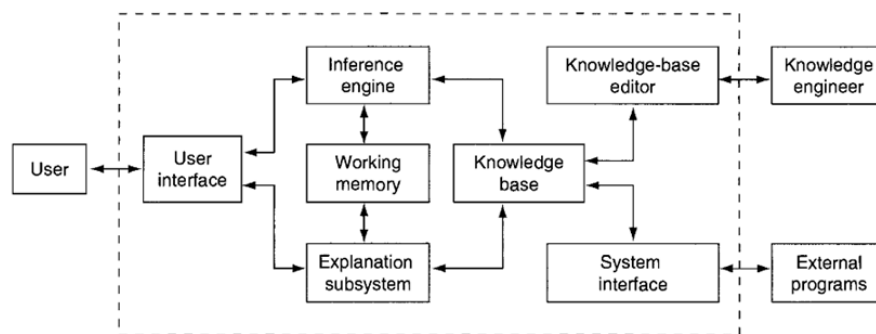 Inference
engine
Knowledge-base
editor
Knowledge
engineer
User
User
interface
Working
memory
Knowledge
base
Explanation
subsystem
System
interface
External
programs